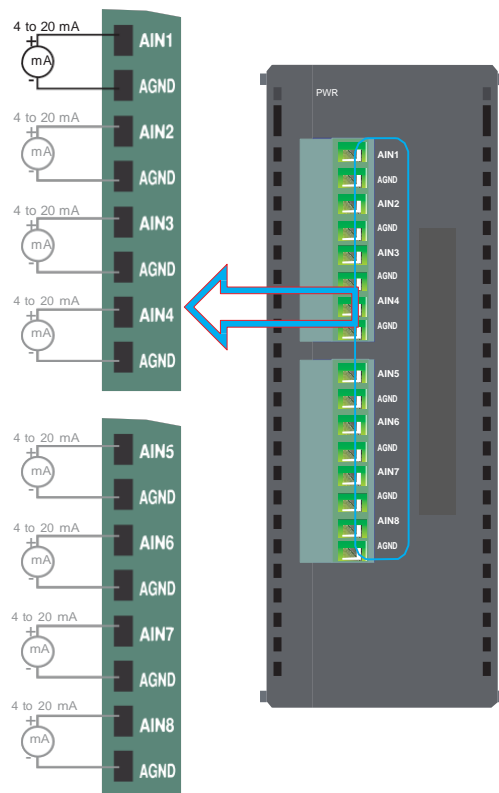 4 to 20 mA
+
mA
-
AIN1
AGND
4 to 20 mA
+
mA
-
AIN2
AGND
4 to 20 mA
+
mA
-
AIN3
AGND
4 to 20 mA
+
mA
-
AIN4
AGND
4 to 20 mA
+
mA
-
AIN5
AGND
4 to 20 mA
+
mA
-
AIN6
AGND
4 to 20 mA
+
mA
-
AIN7
AGND
4 to 20 mA
+
mA
-
AIN8
AGND
PWR
AIN1
AGND
AIN2
AGND
AIN3
AGND
AIN4
AGND
AIN5
AGND
AIN6
AGND
AIN7
AGND
AIN8
AGND